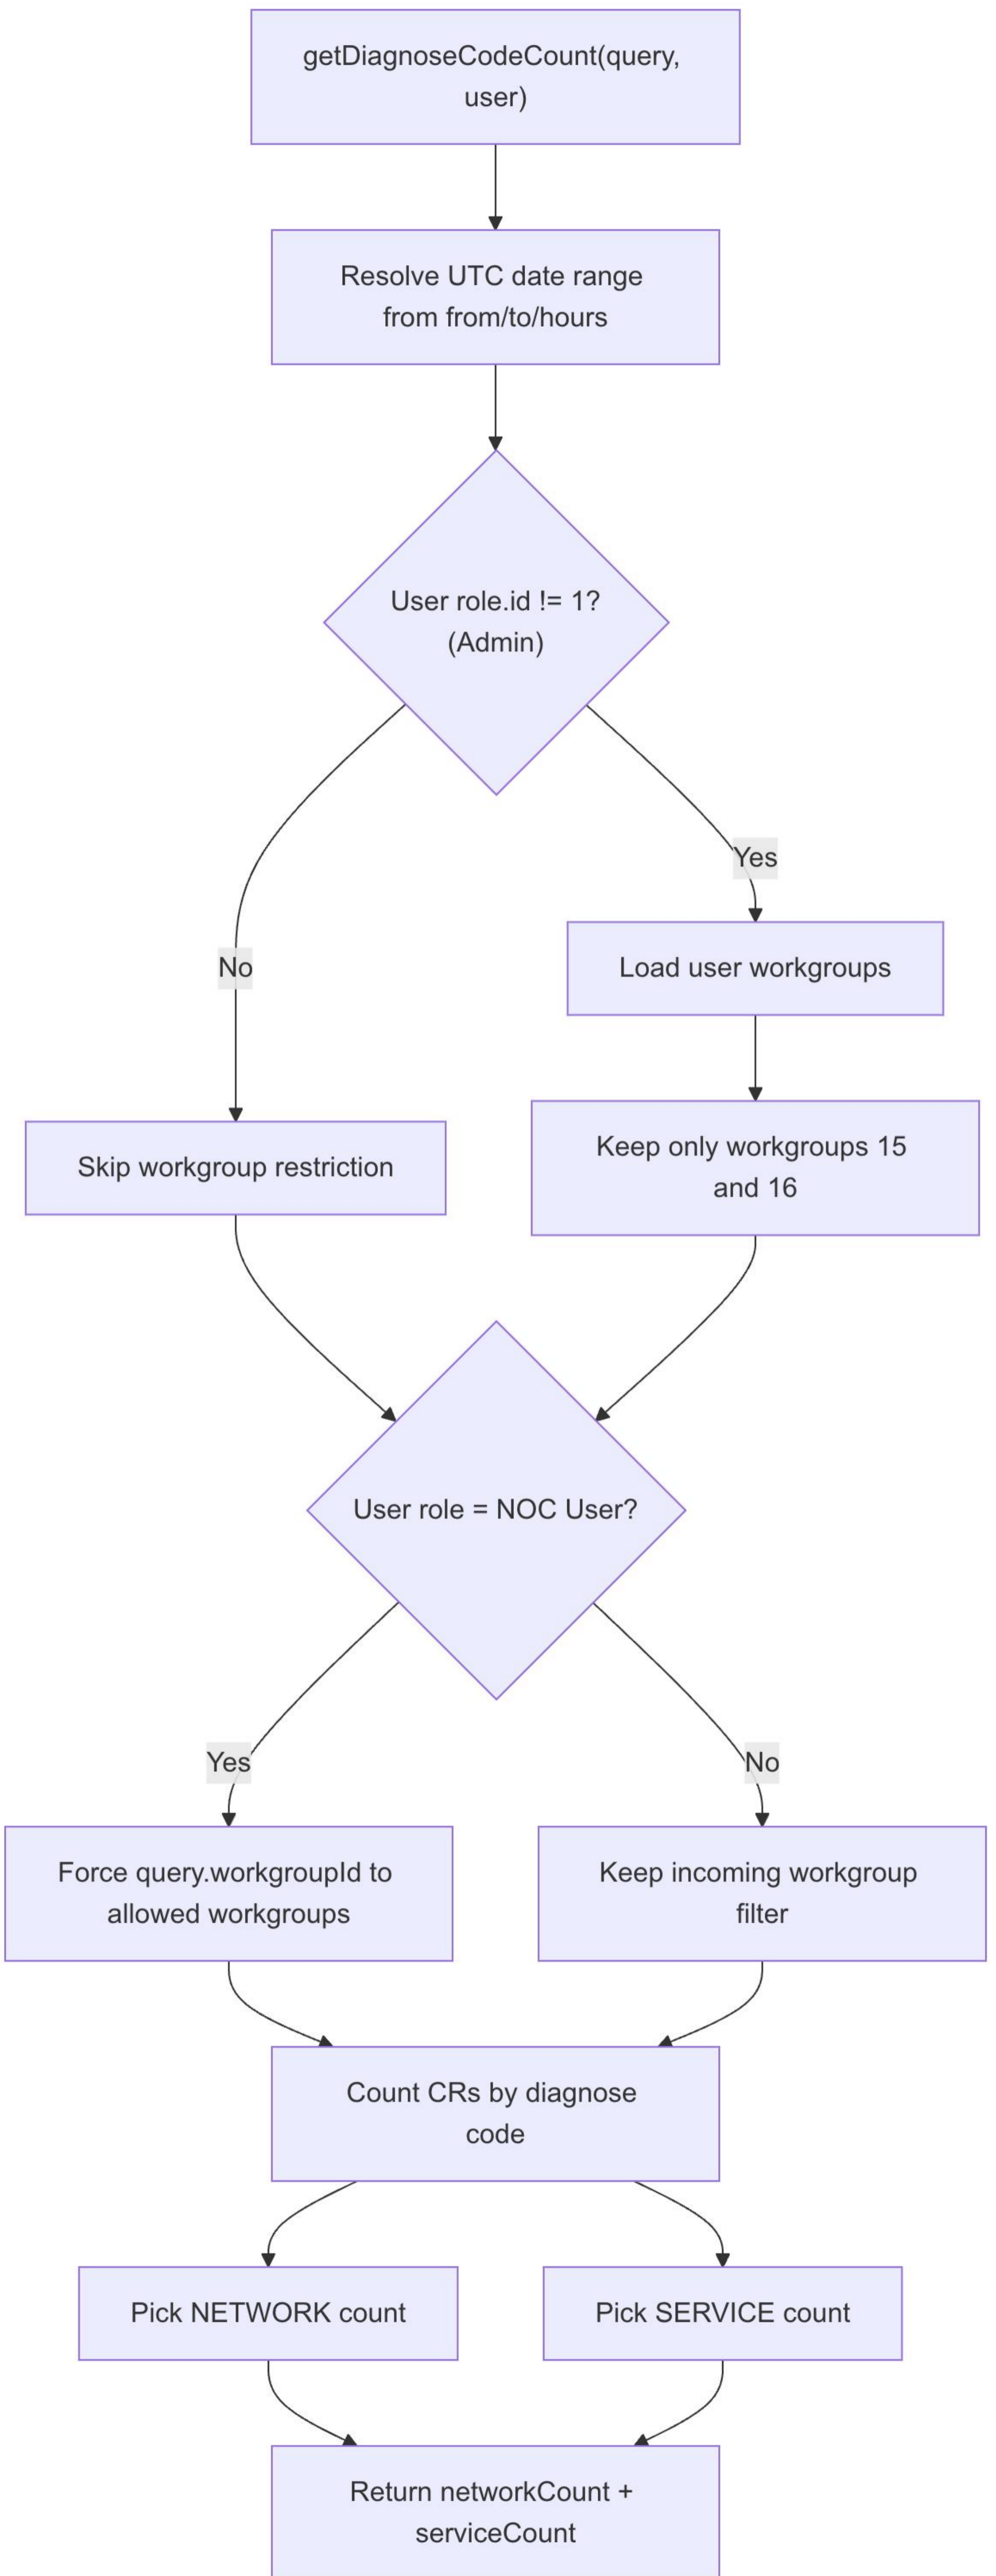 getDiagnoseCodeCount(query,
user)
Resolve UTC date range
from from/to/hours
User role.id != 1?
(Admin)
Yes
No
Load user workgroups
Keep only workgroups 15
and 16
Skip workgroup restriction
User role = NOC User?
Yes
No
Force query.workgroupId to
allowed workgroups
Keep incoming workgroup
filter
Count CRs by diagnose
code
Pick NETWORK count
Pick SERVICE count
Return networkCount +
serviceCount